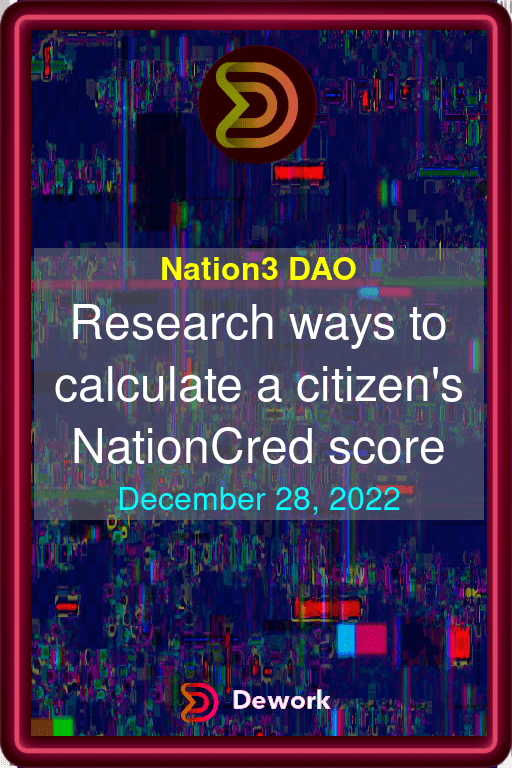 Nation3 DAO
Research ways to
calculate a citizen's
NationCred score
December 28, 2022
Dework